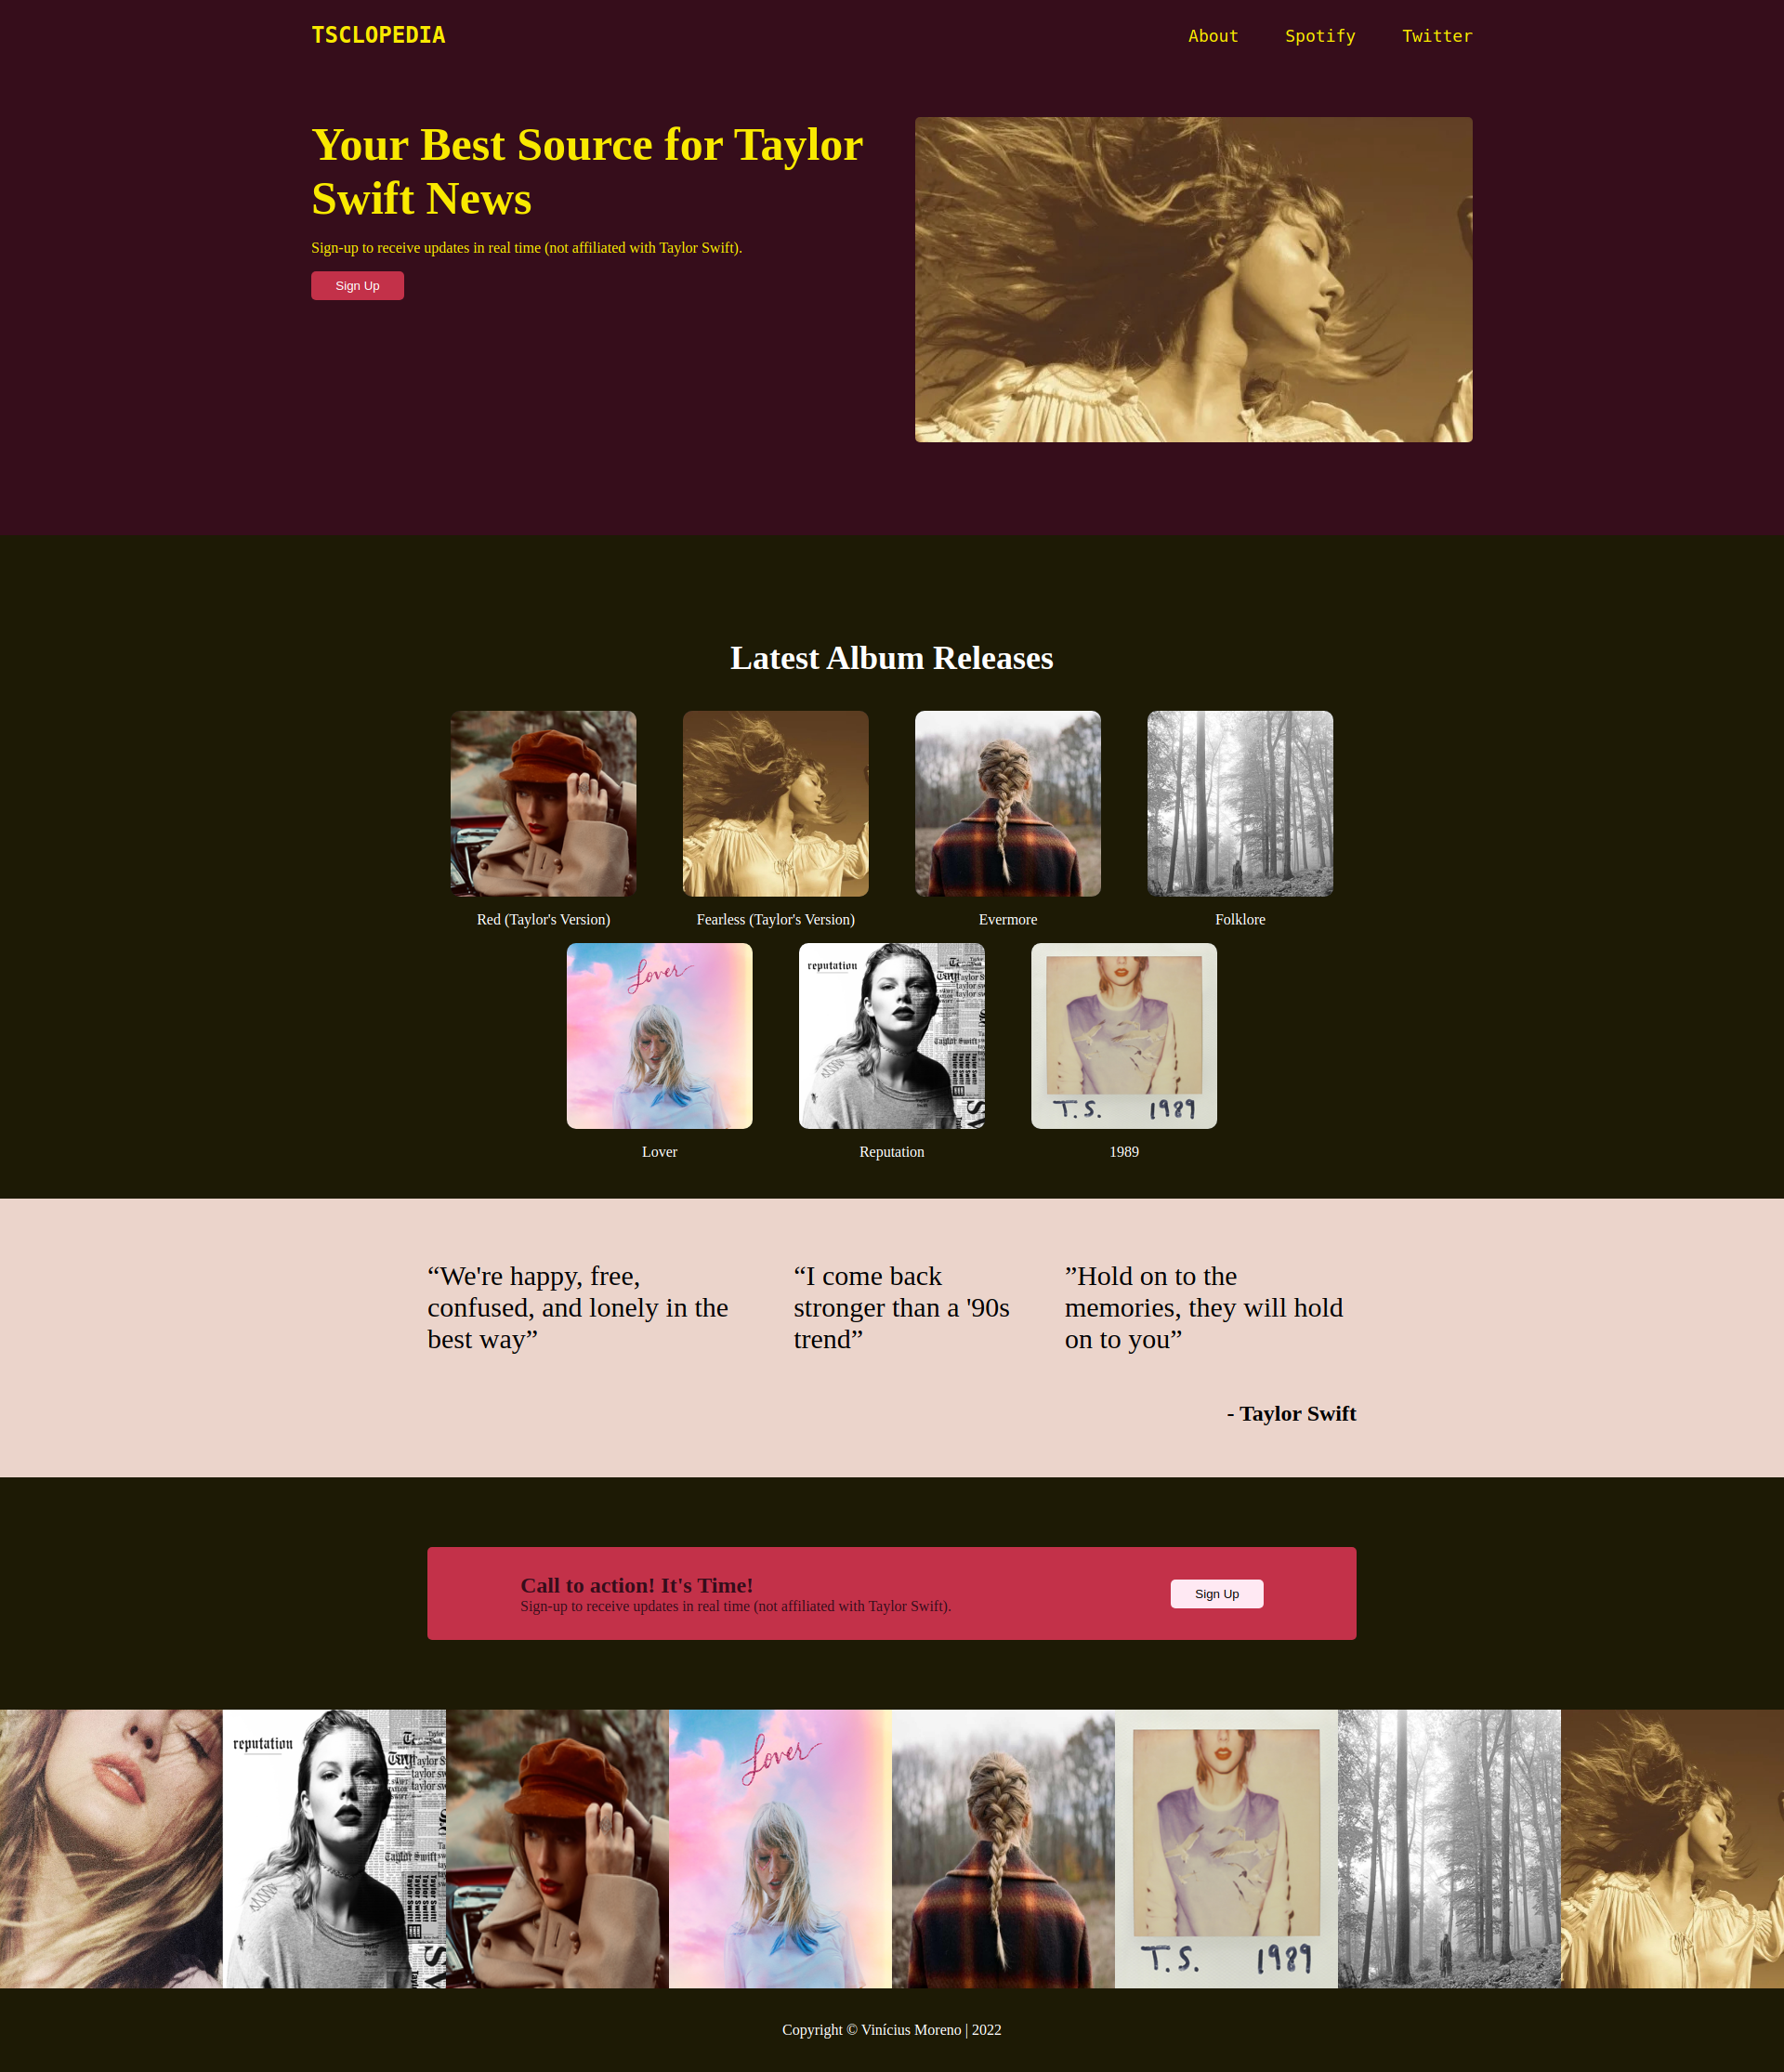 TSCLOPEDIA
About Spotify Twitter
Your Best Source for Taylor
Swift News
Sign-up to receive updates in real time (not affiliated with Taylor Swift).
Sign Up
Latest Album Releases
Red (Taylor's Version)
Fearless (Taylor's Version)
Evermore
Folklore
Lover
reputation
T.S. 1989
Lover
Reputation
1989
“We're happy, free,
confused, and lonely in the
best way”
“I come back
stronger than a '90s
trend”
”Hold on to the
memories, they will hold
on to you”
- Taylor Swift
Call to action! It's Time!
Sign-up to receive updates in real time (not affiliated with Taylor Swift).
Sign Up
reputation
Taylor Swift
Lover
T.S. 1989
Copyright © Vinícius Moreno | 2022